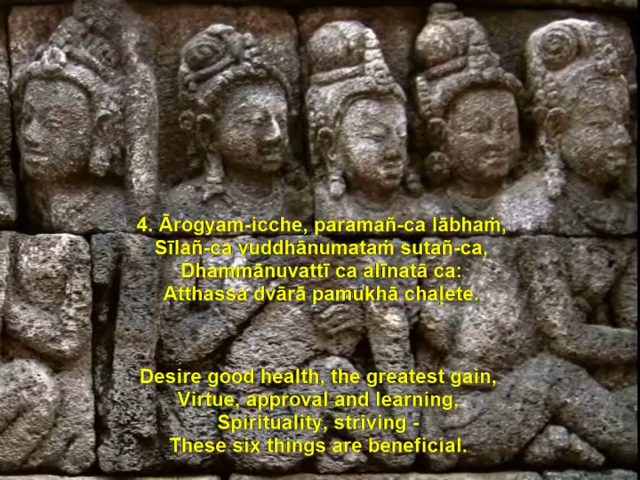 4. Ārogyam-icche, paramañ-ca lābhaṁ,
Sīlañ-ca vuddhānumataṁ sutañ-ca,
Dhammānuvattī ca alīnatā ca:
Atthassa dvārā pamukhā chaḷete.
Desire good health, the greatest gain,
Virtue, approval and learning,
Spirituality, striving -
These six things are beneficial.